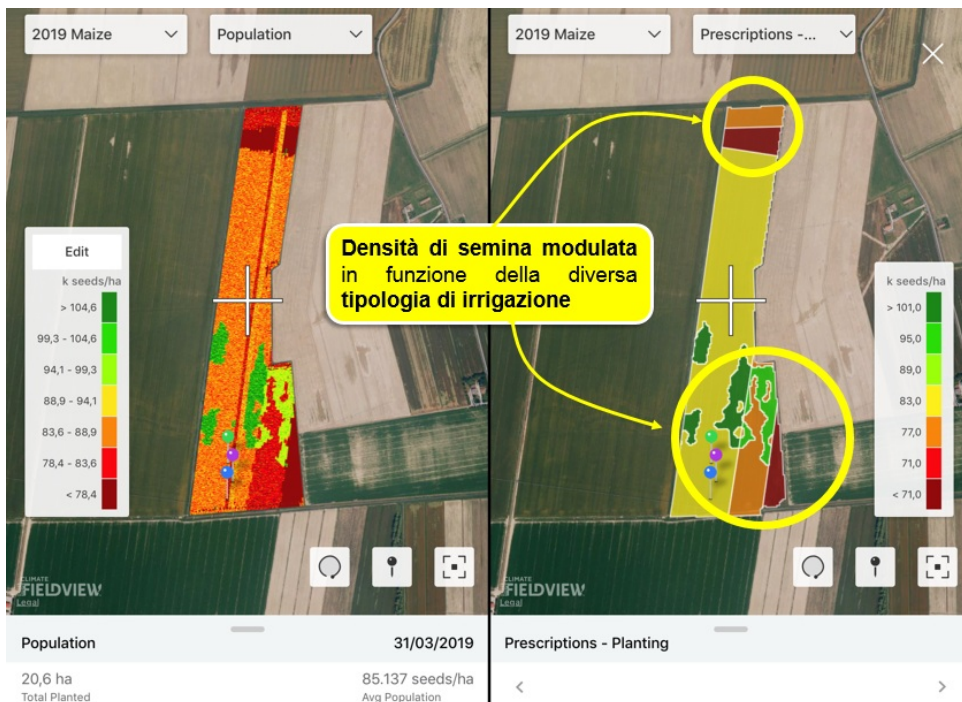 2019 Maize
Population
2019 Maize
Prescriptions -...
Densità di semina modulata
in funzione della diversa
tipologia di irrigazione
Edit
k seeds/ha
> 104,6
99,3 - 104,6
94,1 - 99,3
88,9 - 94,1
83,6 - 88,9
78,4 - 83,6
< 78,4
k seeds/ha
> 101,0
95,0
89,0
83,0
77,0
71,0
< 71,0
CLIMATE
FIELDVIEW
Legal
CLIMATE
FIELDVIEW
Legal
Population
31/03/2019
20,6 ha
Total Planted
85.137 seeds/ha
Avg Population
Prescriptions - Planting